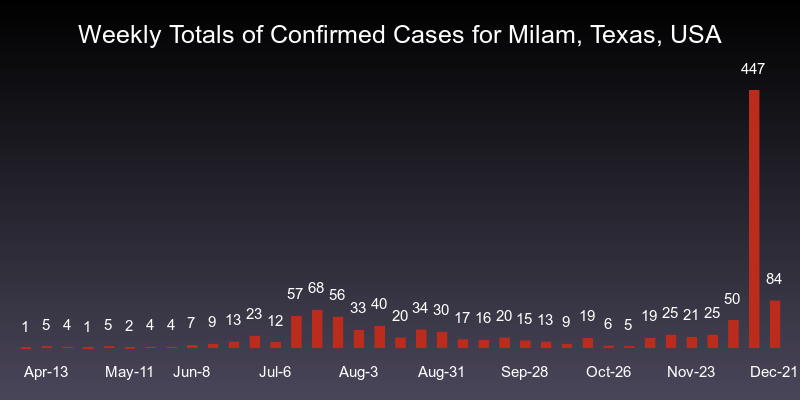 Weekly Totals of Confirmed Cases for Milam, Texas, USA
447
84
68
57 56
50
33 40 34 30
23 20 25 25
13 12 17 16 20 15 13 19 19 21
1 5 4 1 5 2 4 4 7 9 9 6 5
Apr-13 May-11 Jun-8 Jul-6 Aug-3 Aug-31 Sep-28 Oct-26 Nov-23 Dec-21